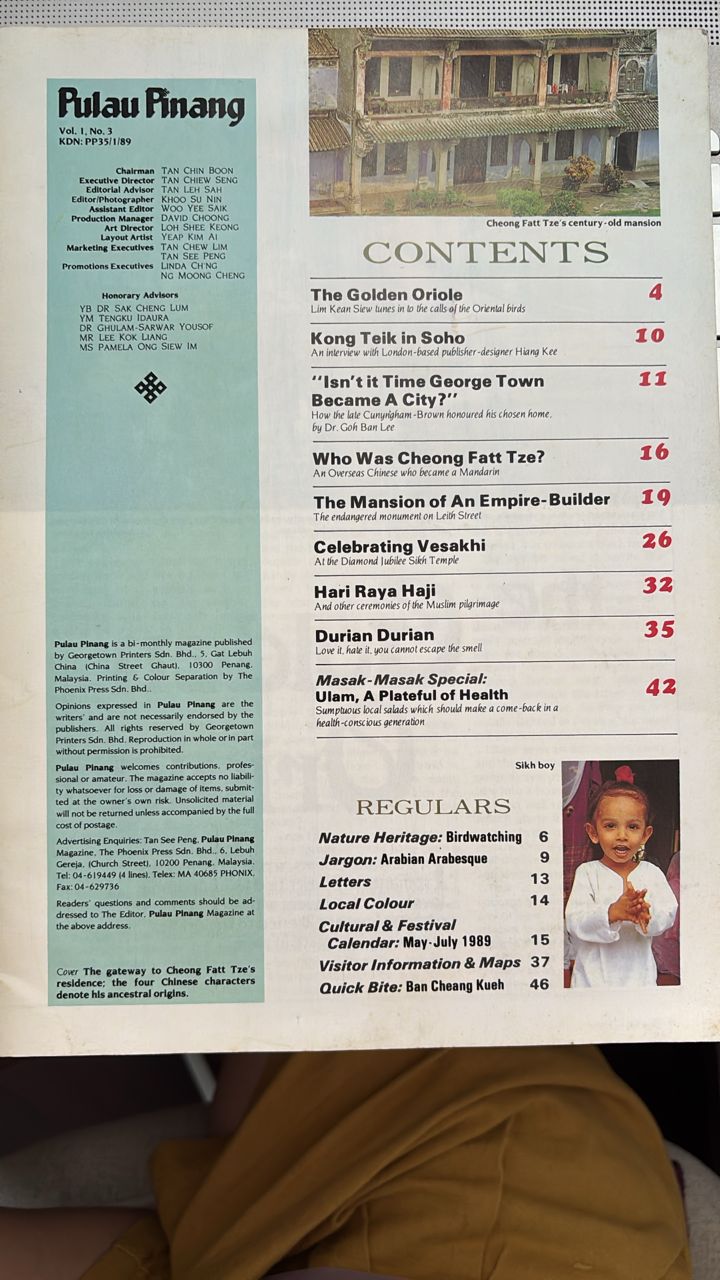 Pulau Pinang
Vol. 1, No. 3
KDN: PP35/1/89
Chairman TAN CHIN BOON
Executive Director TAN CHIEW SENG
Editorial Advisor TAN LEH SAH
Editor/Photographer KHOO SU NIN
Assistant Editor WOO YEE SAIK
Production Manager DAVID CHOONG
Art Director LOH SHEE KEONG
Layout Artist YEAP KIM AI
Marketing Executives TAN CHEW LIM
TAN SEE PENG
Promotions Executives LINDA CH'NG
NG MOONG CHENG
Honorary Advisors
YB DR SAK CHENG LUM
YM TENGKU IDAURA
DR GHULAM-SARWAR YOUSOF
MR LEE KOK LIANG
MS PAMELA ONG SIEW IM
Pulau Pinang is a bi-monthly magazine published
by Georgetown Printers Sdn. Bhd., 5, Gat Lebuh
China (China Street Ghaut), 10300 Penang,
Malaysia. Printing & Colour Separation by The
Phoenix Press Sdn. Bhd..
Opinions expressed in Pulau Pinang are the
writers' and are not necessarily endorsed by the
publishers. All rights reserved by Georgetown
Printers Sdn. Bhd. Reproduction in whole or in part
without permission is prohibited.
Pulau Pinang welcomes contributions, profes-
sional or amateur. The magazine accepts no liabili-
ty whatsoever for loss or damage of items, submit-
ted at the owner's own risk. Unsolicited material
will not be returned unless accompanied by the full
cost of postage.
Advertising Enquiries: Tan See Peng, Pulau Pinang
Magazine, The Phoenix Press Sdn. Bhd., 6, Lebuh
Gereja, (Church Street), 10200 Penang, Malaysia.
Tel: 04-619449 (4 lines), Telex: MA 40685 PHONIX,
Fax: 04-629736
Readers' questions and comments should be ad-
dressed to The Editor, Pulau Pinang Magazine at
the above address.
Cover The gateway to Cheong Fatt Tze's
residence; the four Chinese characters
denote his ancestral origins.
Cheong Fatt Tze's century-old mansion
CONTENTS
The Golden Oriole 4
Lim Kean Siew tunes in to the calls of the Oriental birds
Kong Teik in Soho 10
An interview with London-based publisher-designer Hiang Kee
"Isn't it Time George Town 11
Became A City?"
How the late Cunyngham-Brown honoured his chosen home,
by Dr. Goh Ban Lee
Who Was Cheong Fatt Tze? 16
An Overseas Chinese who became a Mandarin
The Mansion of An Empire-Builder 19
The endangered monument on Leith Street
Celebrating Vesakhi 26
At the Diamond Jubilee Sikh Temple
Hari Raya Haji 32
And other ceremonies of the Muslim pilgrimage
Durian Durian 35
Love it, hate it, you cannot escape the smell
Masak-Masak Special:
Ulam, A Plateful of Health 42
Sumptuous local salads which should make a come-back in a
health-conscious generation
Sikh boy
REGULARS
Nature Heritage: Birdwatching 6
Jargon: Arabian Arabesque 9
Letters 13
Local Colour 14
Cultural & Festival
Calendar: May-July 1989 15
Visitor Information & Maps 37
Quick Bite: Ban Cheang Kueh 46